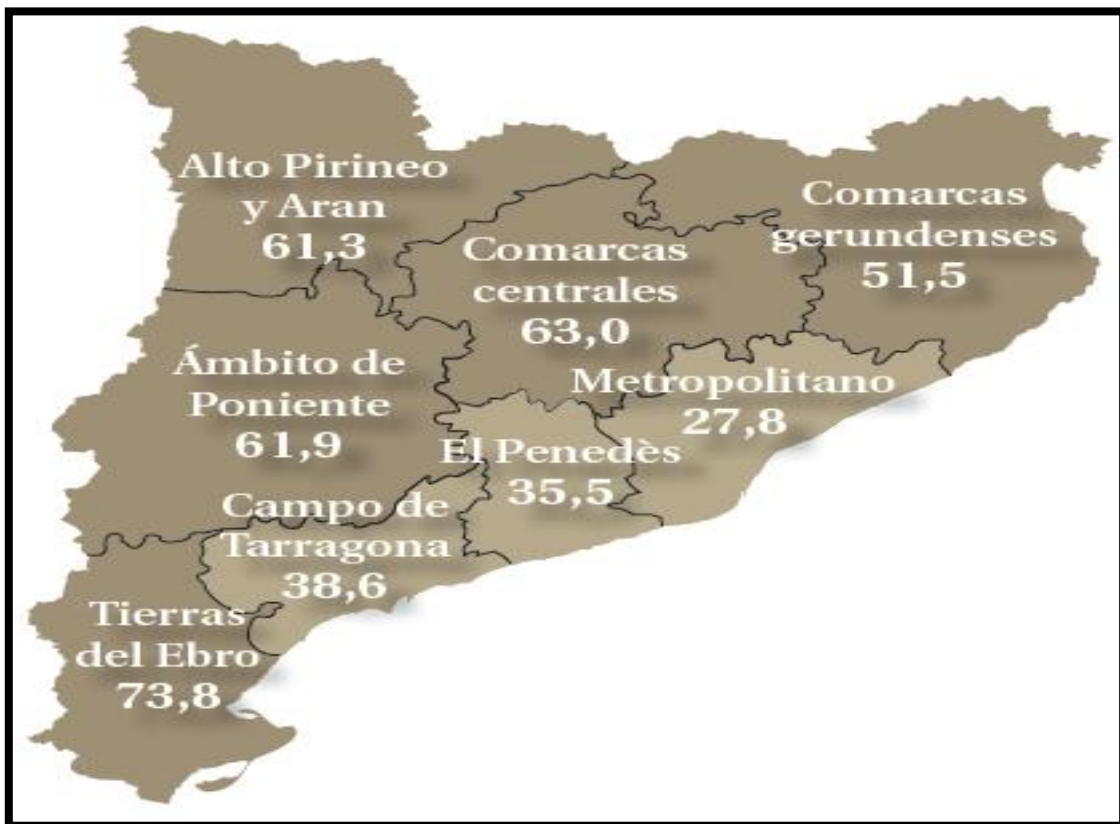 Alto Pirineo
y Aran
61,3
Comarcas
gerundenses
51,5
Comarcas
centrales
63,0
Ámbito de
Poniente
61,9
Metropolitano
27,8
El Penedès
35,5
Campo de
Tarragona
38,6
Tierras
del Ebro
73,8